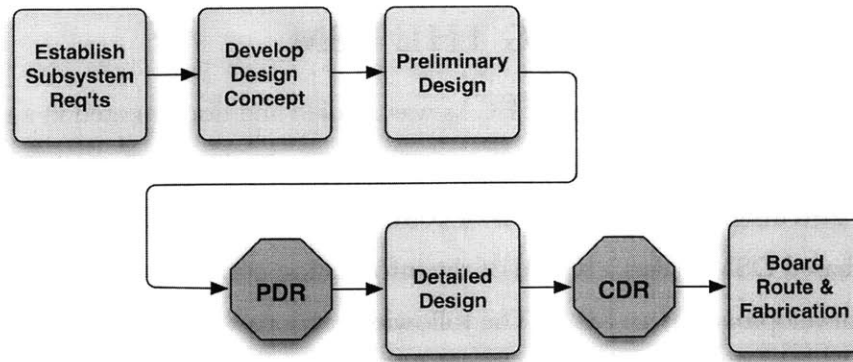 Establish
Subsystem
Req'ts
Develop
Design
Concept
Preliminary
Design
PDR
Detailed
Design
CDR
Board
Route &
Fabrication